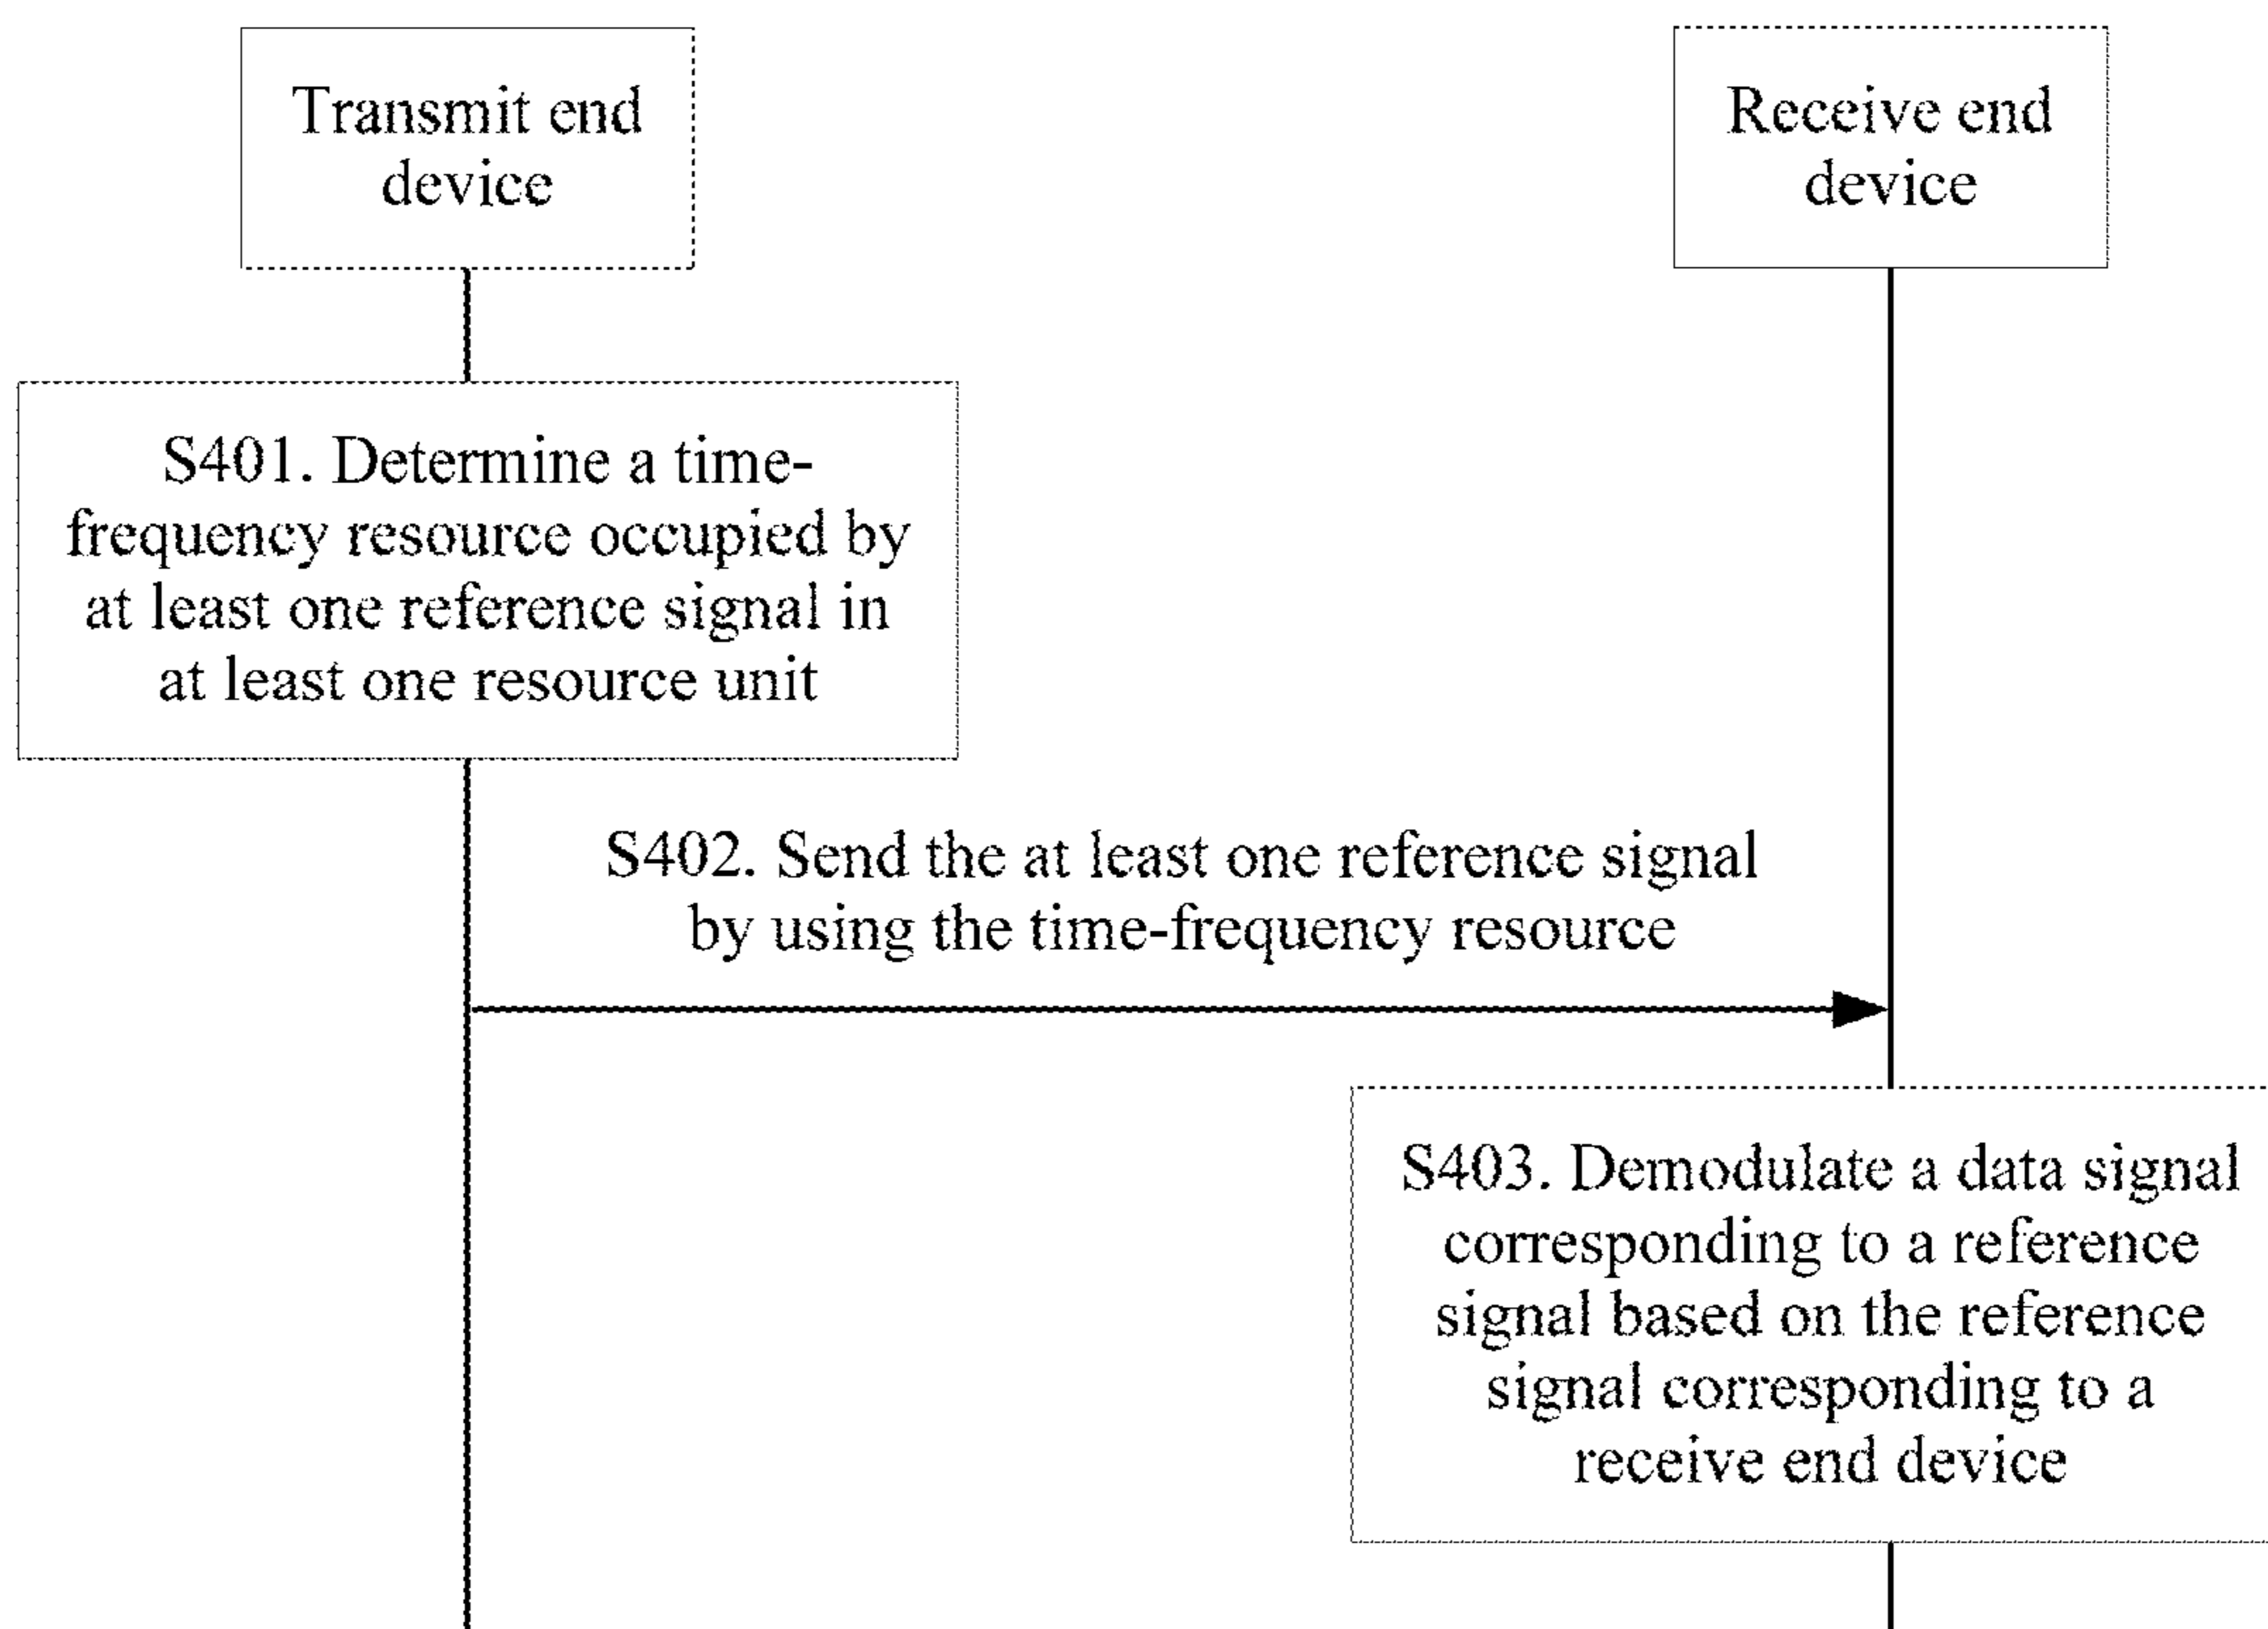 Transmit end
device
Receive end
device
S401. Determine a time-
frequency resource occupied by
at least one reference signal in
at least one resource unit
S402. Send the at least one reference signal
by using the time-frequency resource
S403. Demodulate a data signal
corresponding to a reference
signal based on the reference
signal corresponding to a
receive end device